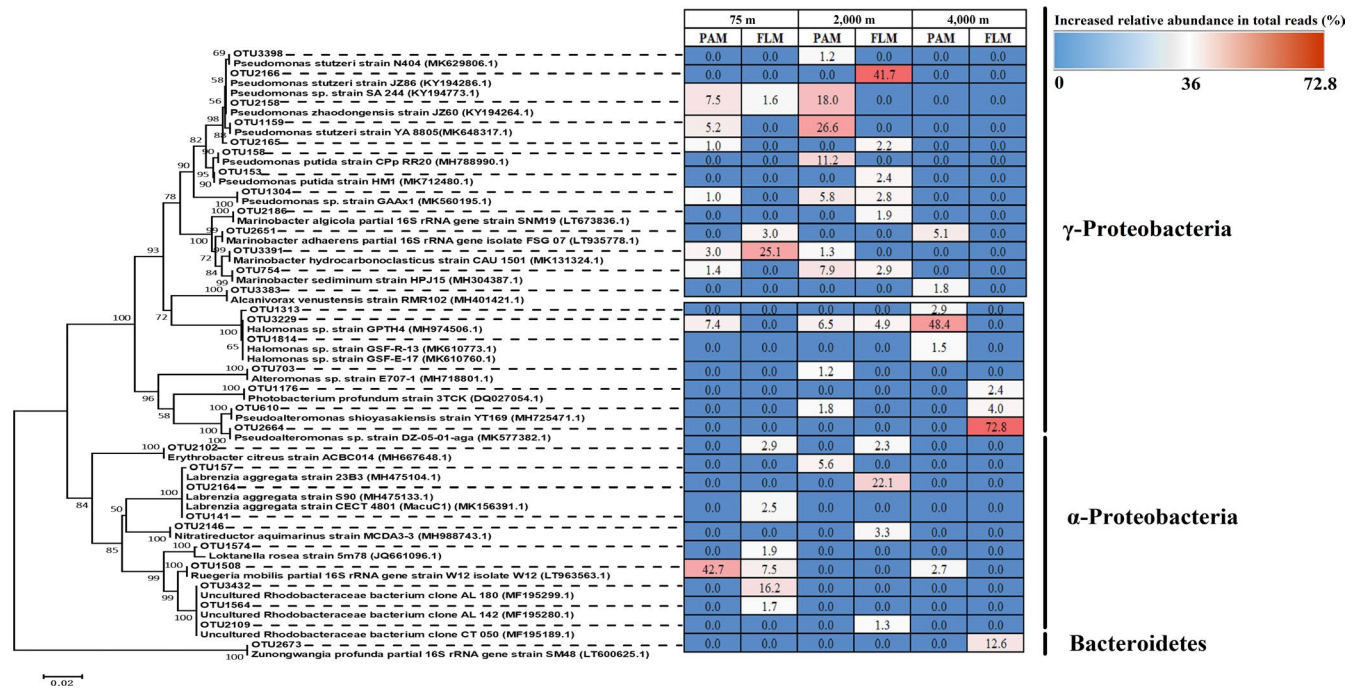 75 m 2,000 m 4,000 m
PAM FLM PAM FLM PAM FLM
Increased relative abundance in total reads (%)
0 36 72.8
69 OTU3398 0.0 0.0 1.2 0.0 0.0 0.0
Pseudomonas stutzeri strain N404 (MK629806.1)
58 OTU2166 0.0 0.0 0.0 41.7 0.0 0.0
Pseudomonas stutzeri strain JZ86 (KY194286.1)
Pseudomonas sp. strain SA 244 (KY194773.1)
56 OTU2158 7.5 1.6 18.0 0.0 0.0 0.0
Pseudomonas zhaodongensis strain JZ60 (KY194264.1)
98 OTU1159 5.2 0.0 26.6 0.0 0.0 0.0
88 Pseudomonas stutzeri strain YA 8805(MK648317.1)
82 OTU2165 1.0 0.0 0.0 2.2 0.0 0.0
90 OTU158 0.0 0.0 11.2 0.0 0.0 0.0
Pseudomonas putida strain CPp RR20 (MH788990.1)
90 95 OTU153 0.0 0.0 0.0 2.4 0.0 0.0
90 Pseudomonas putida strain HM1 (MK712480.1)
78 OTU1304 1.0 0.0 5.8 2.8 0.0 0.0
100 Pseudomonas sp. strain GAAx1 (MK560195.1)
100 OTU2186 0.0 0.0 0.0 1.9 0.0 0.0
Marinobacter algicola partial 16S rRNA gene strain SNM19 (LT673836.1)
99 OTU2651 0.0 3.0 0.0 0.0 5.1 0.0
γ-Proteobacteria
100 Marinobacter adhaerens partial 16S rRNA gene isolate FSG 07 (LT935778.1)
93 99 OTU3391 3.0 25.1 1.3 0.0 0.0 0.0
72 Marinobacter hydrocarbonoclasticus strain CAU 1501 (MK131324.1)
84 OTU754 1.4 0.0 7.9 2.9 0.0 0.0
99 Marinobacter sediminum strain HPJ15 (MH304387.1)
100 OTU3383 0.0 0.0 0.0 0.0 1.8 0.0
Alcanivorax venustensis strain RMR102 (MH401421.1)
100 72 OTU1313 0.0 0.0 0.0 0.0 2.9 0.0
OTU3229 7.4 0.0 6.5 4.9 48.4 0.0
100 Halomonas sp. strain GPTH4 (MH974506.1)
OTU1814 0.0 0.0 0.0 0.0 1.5 0.0
65 Halomonas sp. strain GSF-R-13 (MK610773.1)
Halomonas sp. strain GSF-E-17 (MK610760.1)
100 OTU703 0.0 0.0 1.2 0.0 0.0 0.0
Alteromonas sp. strain E707-1 (MH718801.1)
96 100 OTU1176 0.0 0.0 0.0 0.0 0.0 2.4
Photobacterium profundum strain 3TCK (DQ027054.1)
58 100 OTU610 0.0 0.0 1.8 0.0 0.0 4.0
Pseudoalteromonas shioyasakiensis strain YT169 (MH725471.1)
OTU2664 0.0 0.0 0.0 0.0 0.0 72.8
100 Pseudoalteromonas sp. strain DZ-05-01-aga (MK577382.1)
100 OTU2102 0.0 2.9 0.0 2.3 0.0 0.0
Erythrobacter citreus strain ACBC014 (MH667648.1)
OTU157 0.0 0.0 5.6 0.0 0.0 0.0
Labrenzia aggregata strain 23B3 (MH475104.1)
OTU2164 0.0 0.0 0.0 22.1 0.0 0.0
100 Labrenzia aggregata strain S90 (MH475133.1)
84 Labrenzia aggregata strain CECT 4801 (MacuC1) (MK156391.1) 0.0 2.5 0.0 0.0 0.0 0.0
50 OTU141
α-Proteobacteria
100 OTU2146 0.0 0.0 0.0 3.3 0.0 0.0
Nitratireductor aquimarinus strain MCDA3-3 (MH988743.1)
85 100 OTU1574 0.0 1.9 0.0 0.0 0.0 0.0
Loktanella rosea strain 5m78 (JQ661096.1)
100 OTU1508 42.7 7.5 0.0 0.0 2.7 0.0
99 Ruegeria mobilis partial 16S rRNA gene strain W12 isolate W12 (LT963563.1)
OTU3432 0.0 16.2 0.0 0.0 0.0 0.0
99 Uncultured Rhodobacteraceae bacterium clone AL 180 (MF195299.1)
OTU1564 0.0 1.7 0.0 0.0 0.0 0.0
100 Uncultured Rhodobacteraceae bacterium clone AL 142 (MF195280.1)
OTU2109 0.0 0.0 0.0 1.3 0.0 0.0
Uncultured Rhodobacteraceae bacterium clone CT 050 (MF195189.1)
OTU2673 0.0 0.0 0.0 0.0 0.0 12.6
Bacteroidetes
100 Zunongwangia profunda partial 16S rRNA gene strain SM48 (LT600625.1)
0.02